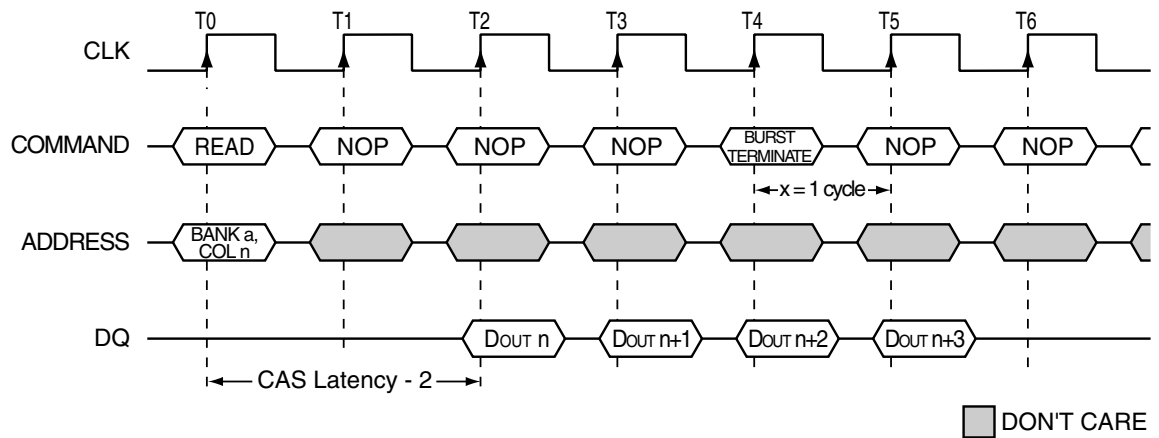 T0 T1 T2 T3 T4 T5 T6
CLK
COMMAND READ NOP NOP NOP BURST TERMINATE NOP NOP
x = 1 cycle
ADDRESS BANK a, COL n
DQ DOUT n DOUT n+1 DOUT n+2 DOUT n+3
CAS Latency - 2
DON'T CARE